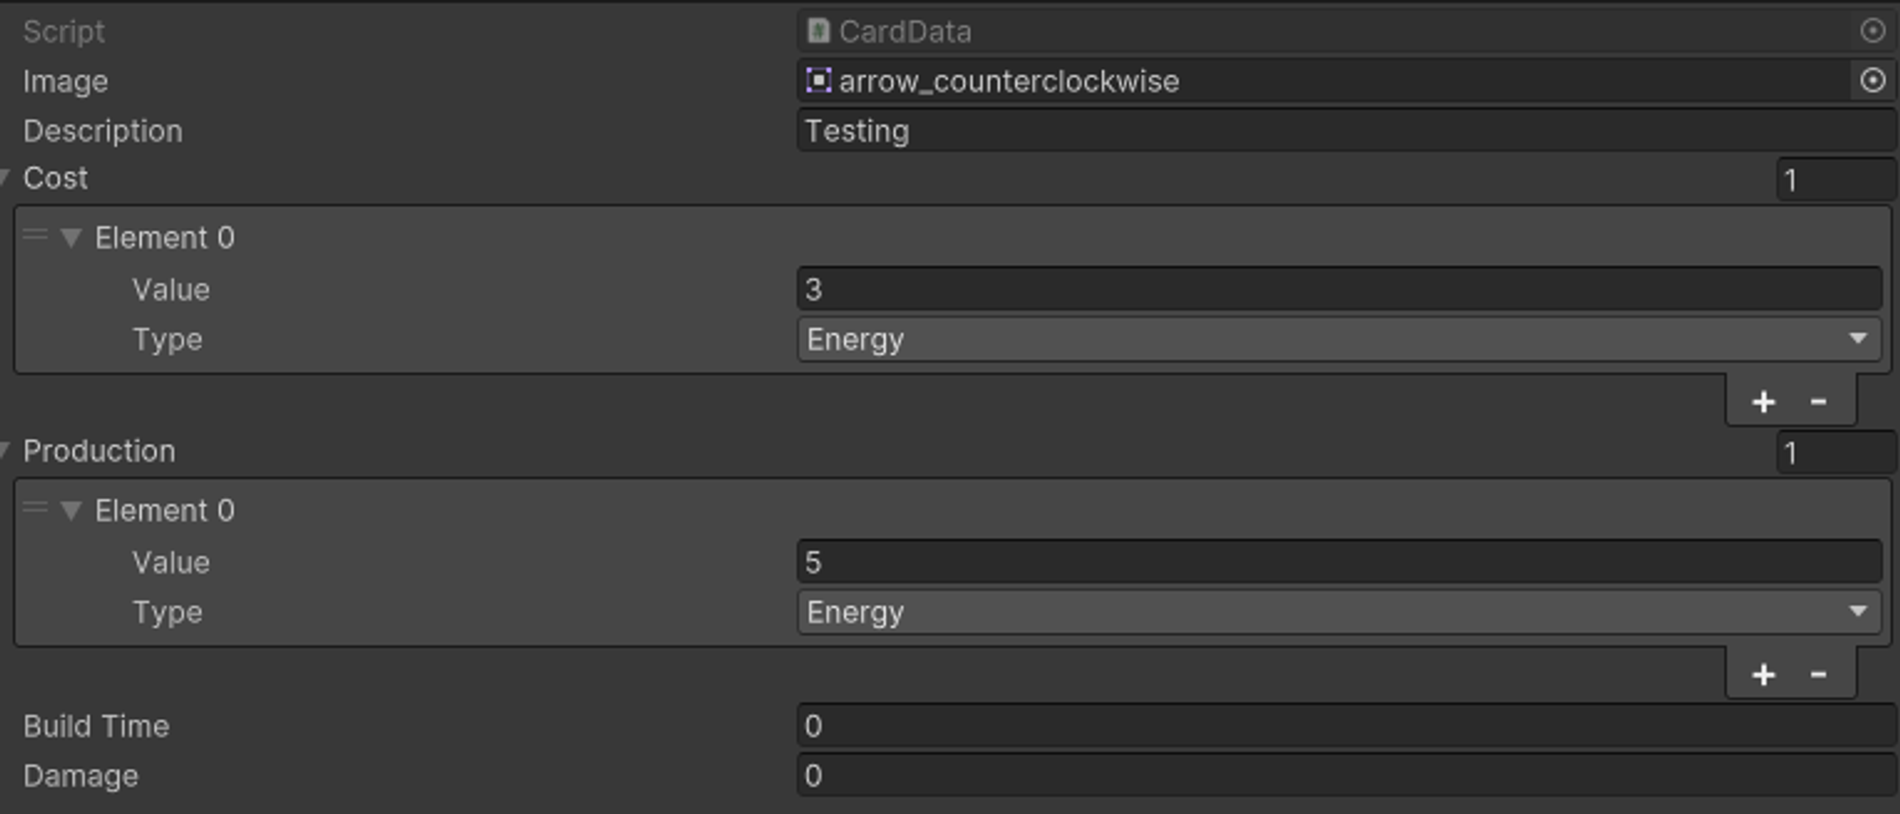 Script # CardData
Image arrow_counterclockwise
Description Testing
Cost 1
Element 0
Value 3
Type Energy
+ -
Production 1
Element 0
Value 5
Type Energy
+ -
Build Time 0
Damage 0